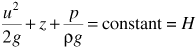 u²/2g + z + p/ρg = constant = H